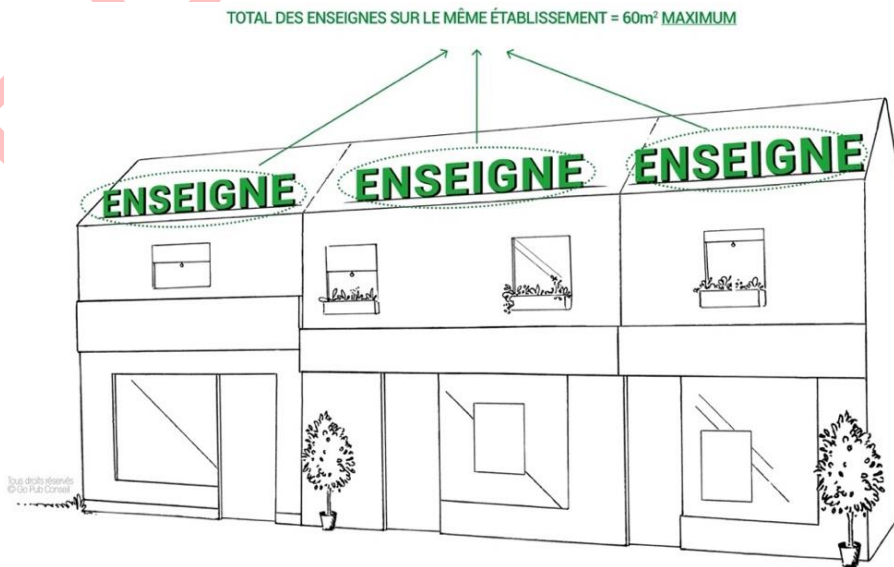 TOTAL DES ENSEIGNES SUR LE MÊME ÉTABLISSEMENT = 60m² MAXIMUM
ENSEIGNE
ENSEIGNE
ENSEIGNE
Tous droits réservés
© Go Pub Conseil